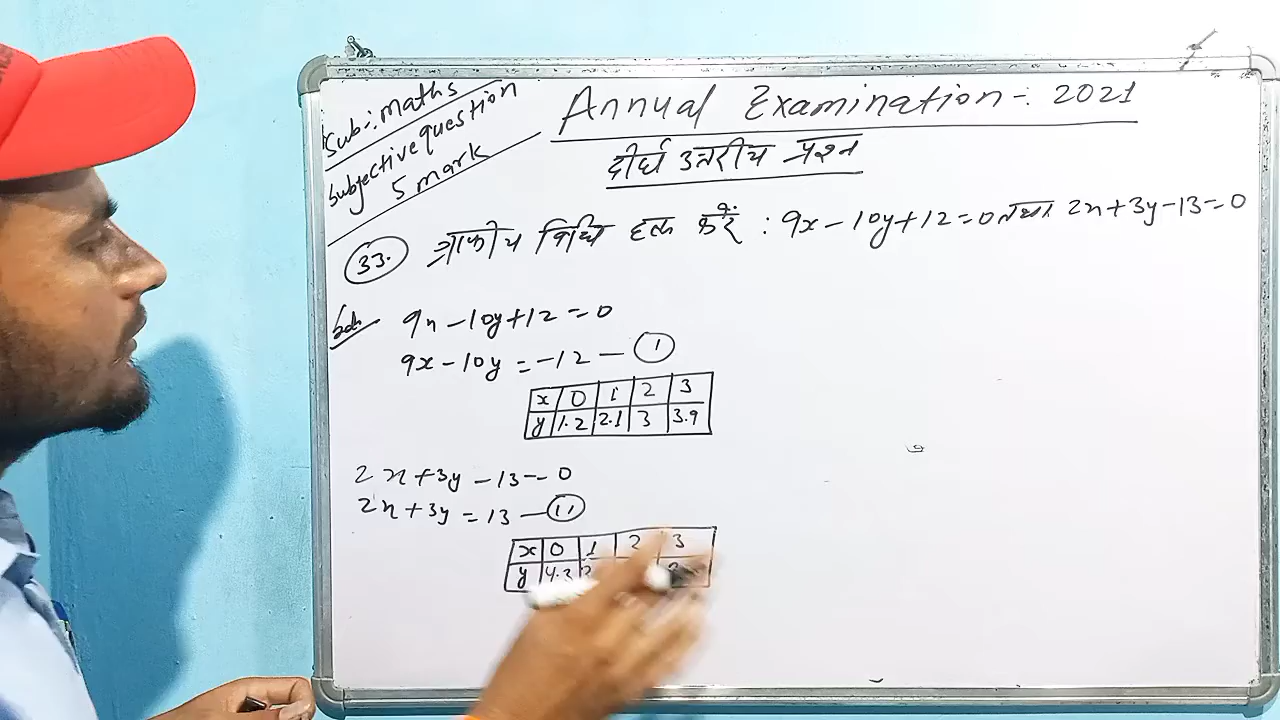 Sub:. maths
Subjective question
5 mark
Annual Examination-: 2021
दीर्घ उत्तरीय प्रश्न
33. ग्राफीय विधि हल करें : 9x-10y+12=0 तथा 2x+3y-13=0
Soln 9x-10y+12=0
9x-10y=-12 — 1
x 0 1 2 3
y 1.2 2.1 3 3.9
2x+3y-13=0
2x+3y=13 — 11
x 0 1 2 3
y 4.3